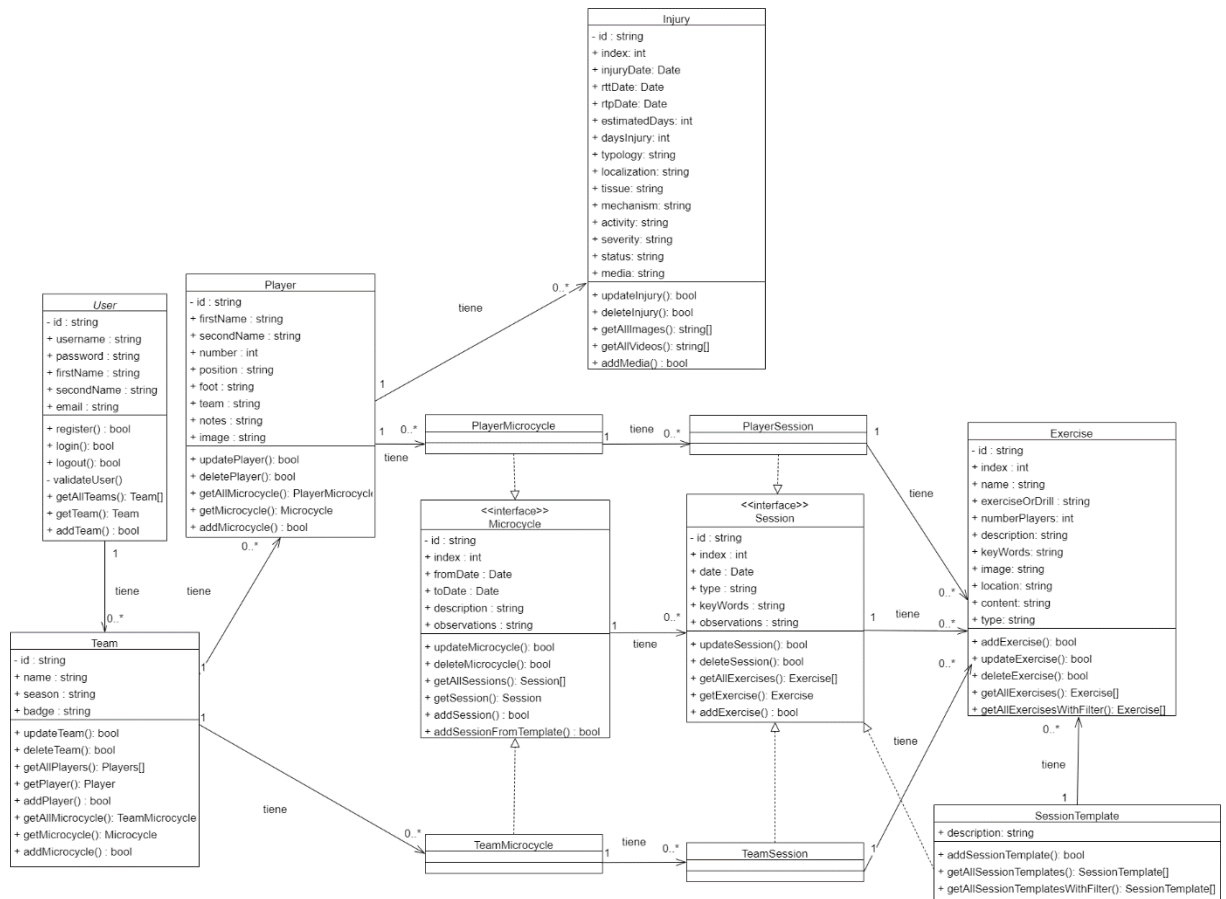 Injury
- id : string
+ index: int
+ injuryDate: Date
+ rttDate: Date
+ rtpDate: Date
+ estimatedDays: int
+ daysInjury: int
+ typology: string
+ localization: string
+ tissue: string
+ mechanism: string
+ activity: string
+ severity: string
+ status: string
+ media: string
+ updateInjury(): bool
+ deleteInjury(): bool
+ getAllImages(): string[]
+ getAllVideos(): string[]
+ addMedia() : bool
User
- id : string
+ username : string
+ password : string
+ firstName : string
+ secondName : string
+ email : string
+ register() : bool
+ login(): bool
+ logout(): bool
- validateUser()
+ getAllTeams(): Team[]
+ getTeam(): Team
+ addTeam() : bool
1
tiene
0..*
Player
- id : string
+ firstName : string
+ secondName : string
+ number : int
+ position : string
+ foot : string
+ team : string
+ notes : string
+ image : string
+ updatePlayer(): bool
+ deletePlayer(): bool
+ getAllMicrocycle(): PlayerMicrocycle
+ getMicrocycle(): Microcycle
+ addMicrocycle() : bool
0..*
tiene
1
1
tiene
0..*
1
tiene
0..*
Team
- id : string
+ name : string
+ season : string
+ badge : string
+ updateTeam(): bool
+ deleteTeam(): bool
+ getAllPlayers(): Players[]
+ getPlayer(): Player
+ addPlayer() : bool
+ getAllMicrocycle(): TeamMicrocycle
+ getMicrocycle(): Microcycle
+ addMicrocycle() : bool
1
tiene
0..*
PlayerMicrocycle
1
tiene
0..*
PlayerSession
1
tiene
0..*
<<interface>>
Microcycle
- id : string
+ index : int
+ fromDate : Date
+ toDate : Date
+ description : string
+ observations : string
+ updateMicrocycle(): bool
+ deleteMicrocycle(): bool
+ getAllSessions(): Session[]
+ getSession(): Session
+ addSession() : bool
+ addSessionFromTemplate() : bool
1
tiene
0..*
<<interface>>
Session
- id : string
+ index : int
+ date : Date
+ type : string
+ keyWords : string
+ observations : string
+ updateSession(): bool
+ deleteSession(): bool
+ getAllExercises(): Exercise[]
+ getExercise(): Exercise
+ addExercise() : bool
1
tiene
0..*
Exercise
- id : string
+ index : int
+ name : string
+ exerciseOrDrill : string
+ numberPlayers: int
+ description: string
+ keyWords: string
+ image: string
+ location: string
+ content: string
+ type: string
+ addExercise(): bool
+ updateExercise(): bool
+ deleteExercise(): bool
+ getAllExercises(): Exercise[]
+ getAllExercisesWithFilter(): Exercise[]
0..*
tiene
1
TeamMicrocycle
1
tiene
0..*
TeamSession
1
tiene
0..*
SessionTemplate
+ description: string
+ addSessionTemplate(): bool
+ getAllSessionTemplates(): SessionTemplate[]
+ getAllSessionTemplatesWithFilter(): SessionTemplate[]